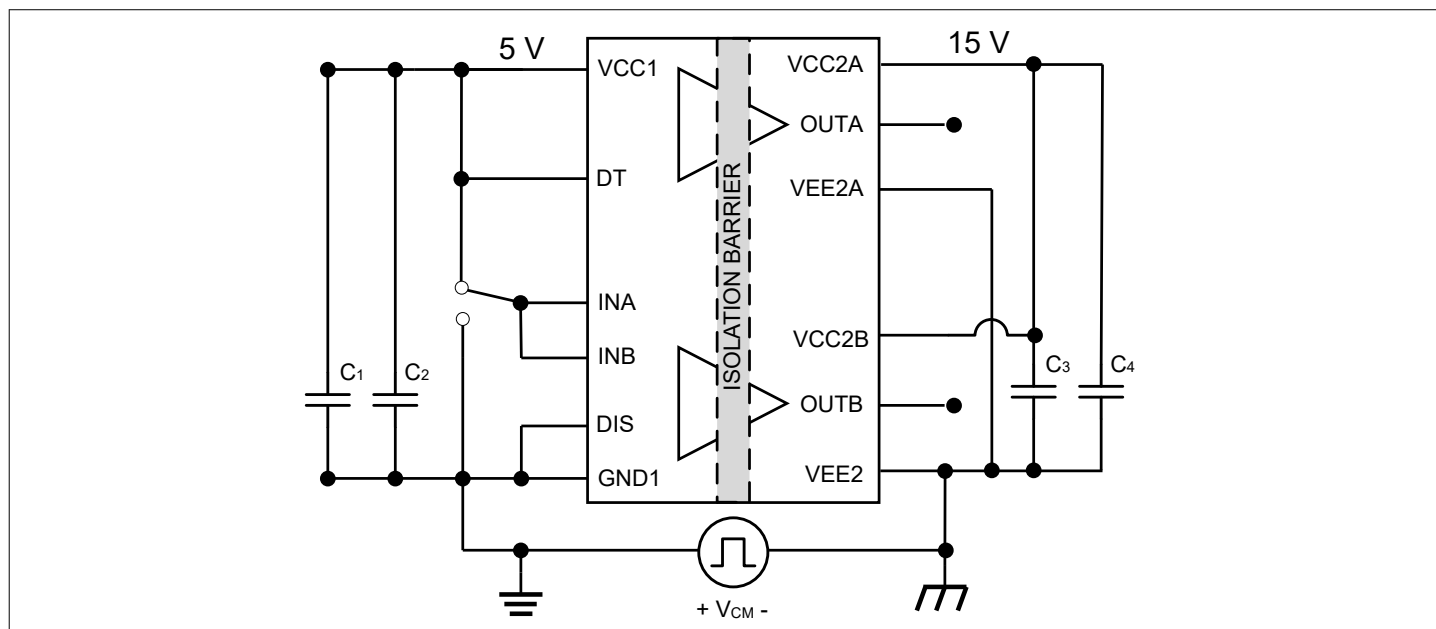 5 V
15 V
VCC1
DT
INA
INB
DIS
GND1
ISOLATION BARRIER
VCC2A
OUTA
VEE2A
VCC2B
OUTB
VEE2
C1
C2
C3
C4
+ VCM -